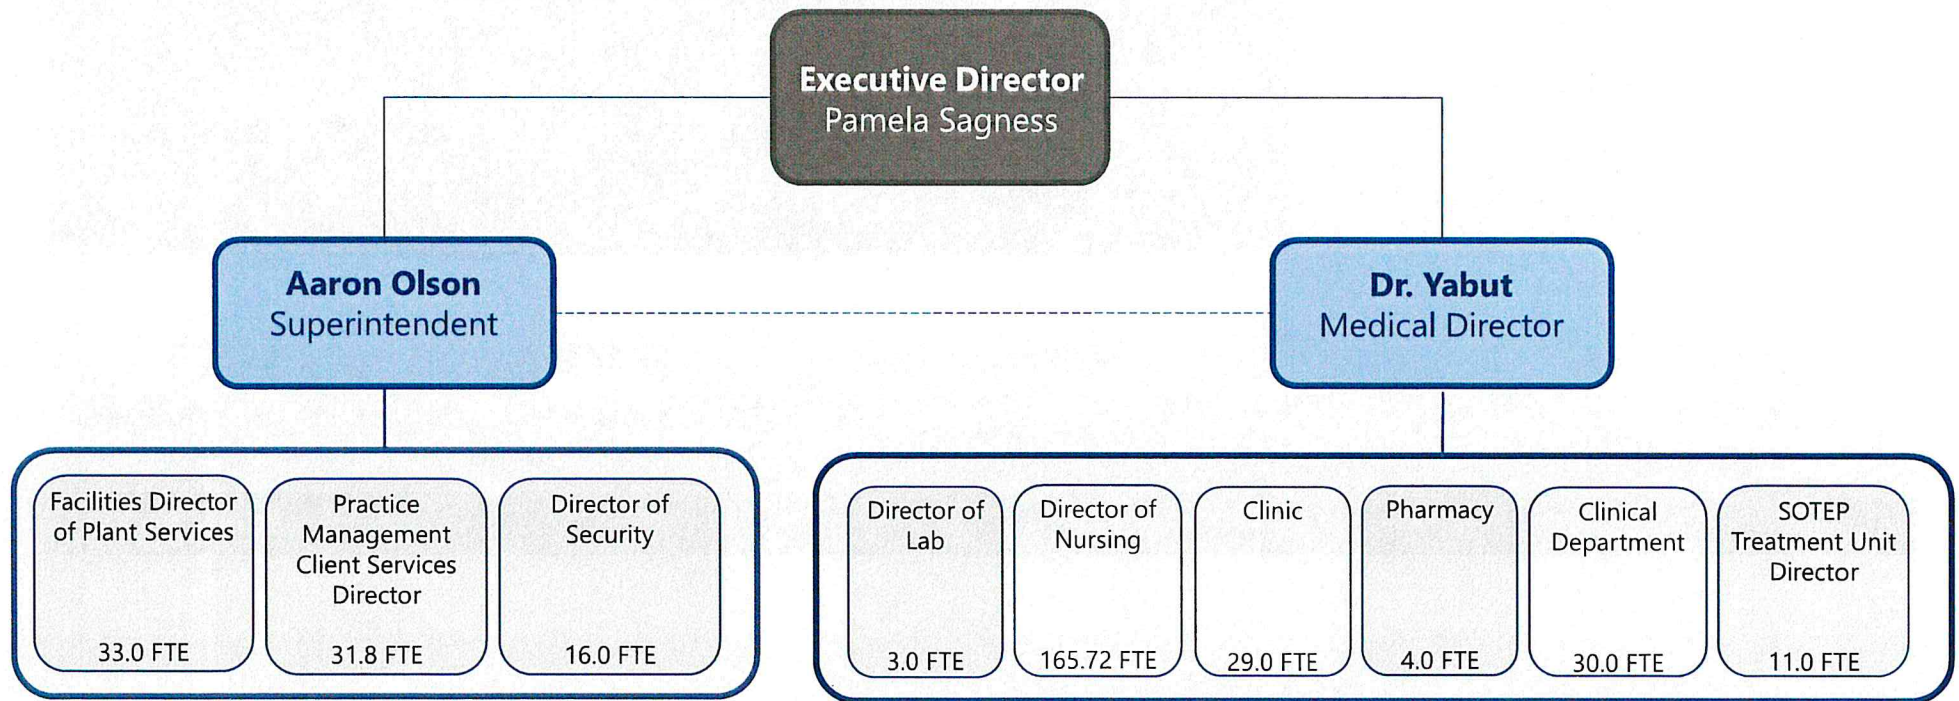 Executive Director
Pamela Sagness
Aaron Olson
Superintendent
Dr. Yabut
Medical Director
Facilities Director
of Plant Services
33.0 FTE
Practice
Management
Client Services
Director
31.8 FTE
Director of
Security
16.0 FTE
Director of
Lab
3.0 FTE
Director of
Nursing
165.72 FTE
Clinic
29.0 FTE
Pharmacy
4.0 FTE
Clinical
Department
30.0 FTE
SOTEP
Treatment Unit
Director
11.0 FTE